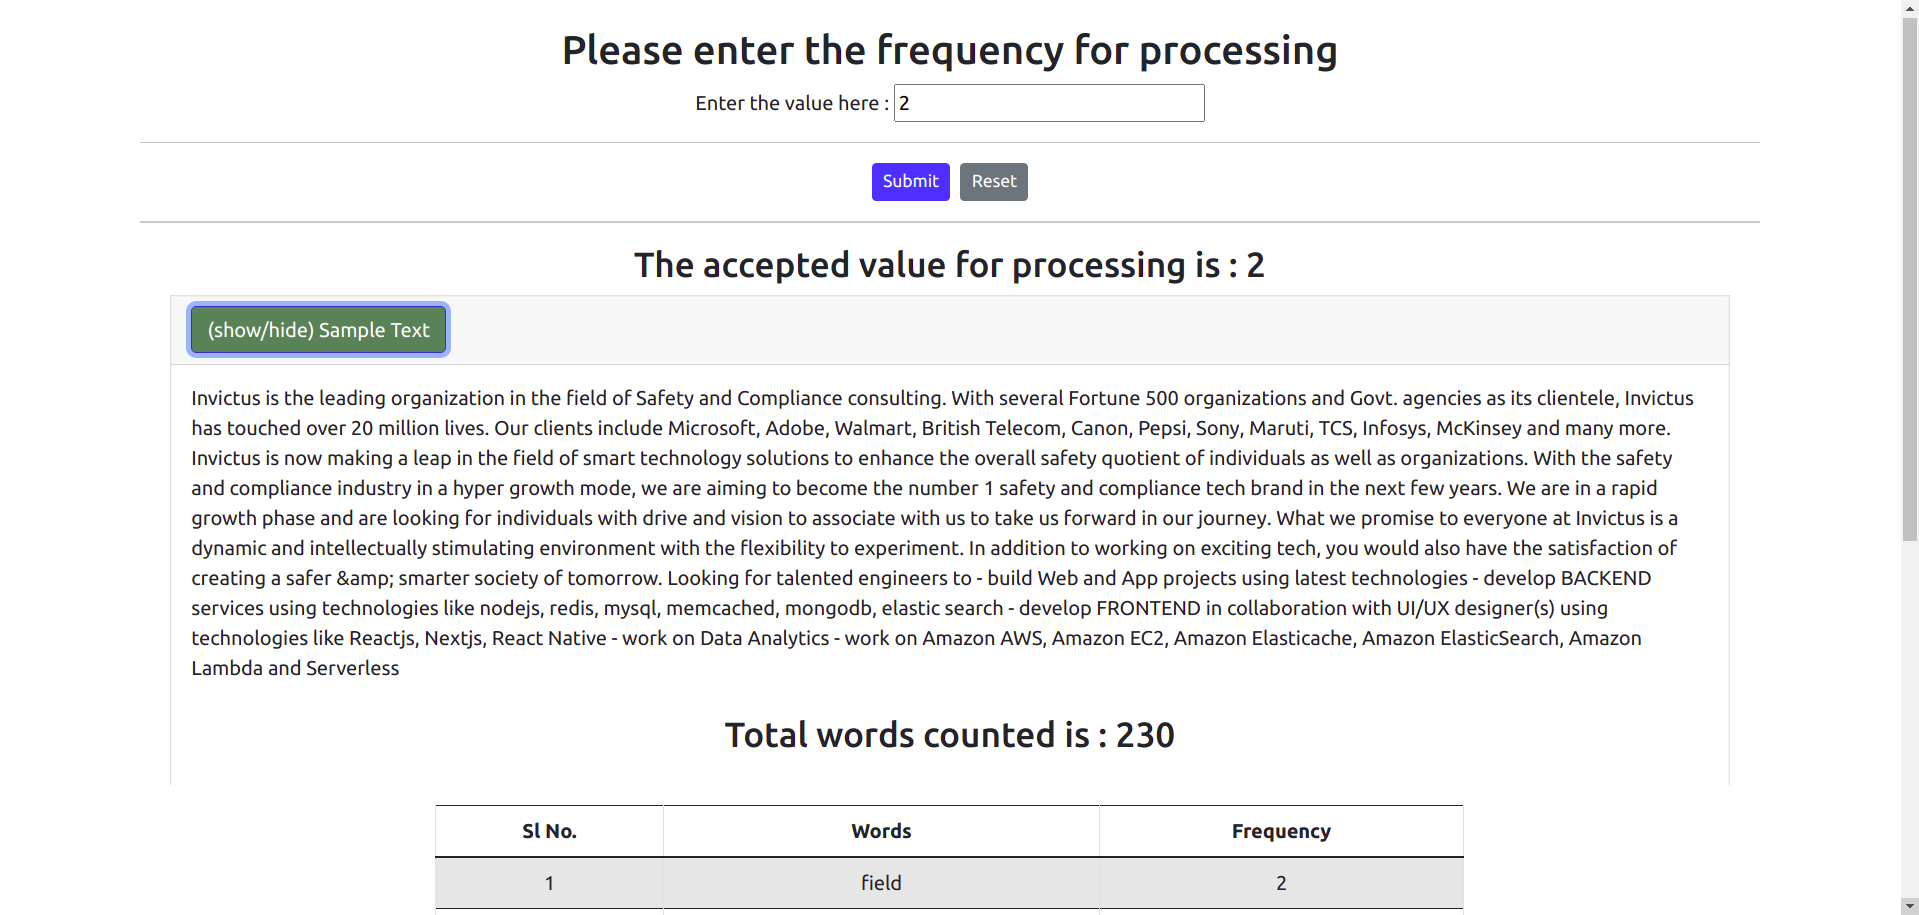 Please enter the frequency for processing
Enter the value here : 2
Submit Reset
The accepted value for processing is : 2
(show/hide) Sample Text
Invictus is the leading organization in the field of Safety and Compliance consulting. With several Fortune 500 organizations and Govt. agencies as its clientele, Invictus
has touched over 20 million lives. Our clients include Microsoft, Adobe, Walmart, British Telecom, Canon, Pepsi, Sony, Maruti, TCS, Infosys, McKinsey and many more.
Invictus is now making a leap in the field of smart technology solutions to enhance the overall safety quotient of individuals as well as organizations. With the safety
and compliance industry in a hyper growth mode, we are aiming to become the number 1 safety and compliance tech brand in the next few years. We are in a rapid
growth phase and are looking for individuals with drive and vision to associate with us to take us forward in our journey. What we promise to everyone at Invictus is a
dynamic and intellectually stimulating environment with the flexibility to experiment. In addition to working on exciting tech, you would also have the satisfaction of
creating a safer &amp; smarter society of tomorrow. Looking for talented engineers to - build Web and App projects using latest technologies - develop BACKEND
services using technologies like nodejs, redis, mysql, memcached, mongodb, elastic search - develop FRONTEND in collaboration with UI/UX designer(s) using
technologies like Reactjs, Nextjs, React Native - work on Data Analytics - work on Amazon AWS, Amazon EC2, Amazon Elasticache, Amazon ElasticSearch, Amazon
Lambda and Serverless
Total words counted is : 230
Sl No. Words Frequency
1 field 2